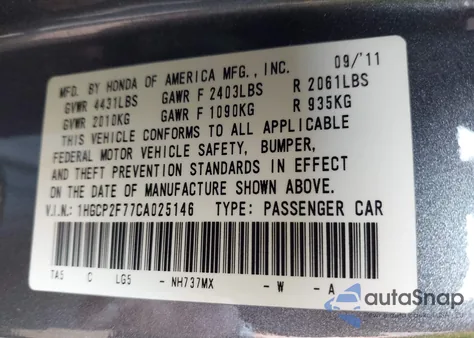 MFD. BY HONDA OF AMERICA MFG., INC. 09/'11
GVWR 4431LBS GAWR F 2403LBS R 2061LBS
GVWR 2010KG GAWR F 1090KG R 935KG
THIS VEHICLE CONFORMS TO ALL APPLICABLE
FEDERAL MOTOR VEHICLE SAFETY, BUMPER,
AND THEFT PREVENTION STANDARDS IN EFFECT
ON THE DATE OF MANUFACTURE SHOWN ABOVE.
V.I.N.: 1HGCP2F77CA025146 TYPE: PASSENGER CAR
TA5 C LG5 - NH737MX - W - A
autoSnap